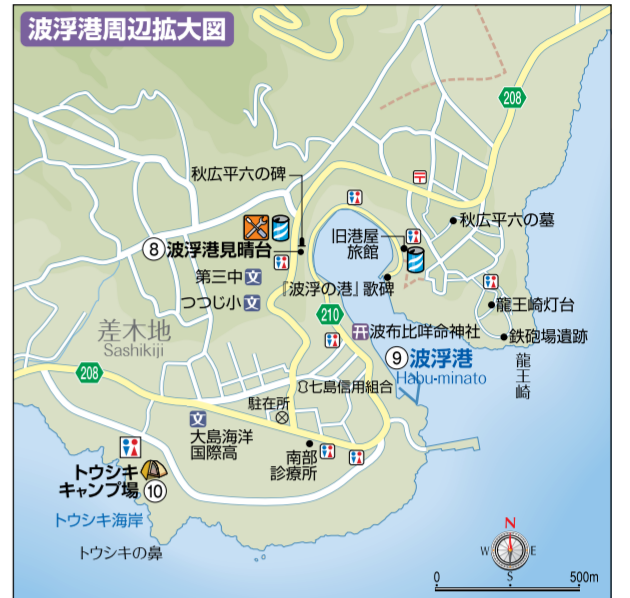 波浮港周辺拡大図
208
秋広平六の碑
〒
⑧波浮港見晴台
旧港屋
旅館
秋広平六の墓
第三中 文
つつじ小 文
『波浮の港』歌碑
龍王崎灯台
210
波布比咩命神社
鉄砲場遺跡
龍王崎
差木地
Sashikiji
⑨ 波浮港
Habu-minato
208
七島信用組合
駐在所
文
大島海洋
国際高
南部
診療所
トウシキ
キャンプ場 ⑩
トウシキ海岸
トウシキの鼻
N
W E
S
0 500m